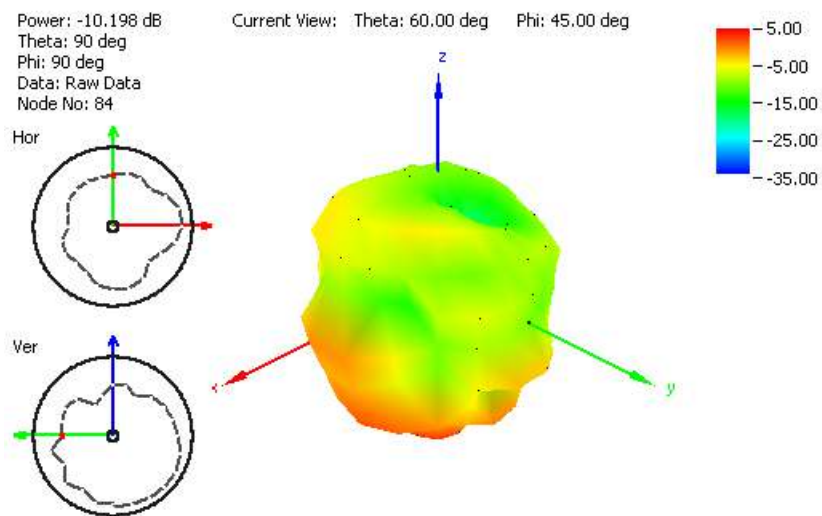 Power: -10.198 dB
Theta: 90 deg
Phi: 90 deg
Data: Raw Data
Node No: 84
Current View: Theta: 60.00 deg Phi: 45.00 deg
5.00
-5.00
-15.00
-25.00
-35.00
Hor
Ver
z
x
y